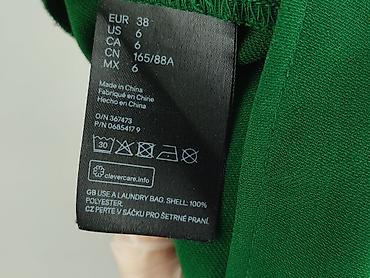 EUR 38
US 6
CA 6
CN 165/88A
MX 6
Made in China
Fabriqué en Chine
Hecho en China
O/N 367473
P/N 0685417 9
30
clevercare.info
GB USE A LAUNDRY BAG. SHELL: 100%
POLYESTER.
CZ PERTE V SÁČKU PRO ŠETRNÉ PRANÍ.